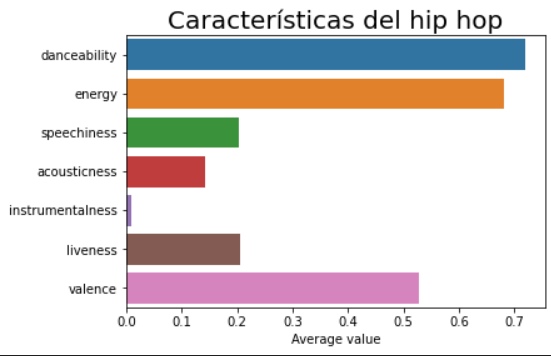 Características del hip hop
danceability
energy
speechiness
acousticness
instrumentalness
liveness
valence
0.0 0.1 0.2 0.3 0.4 0.5 0.6 0.7
Average value